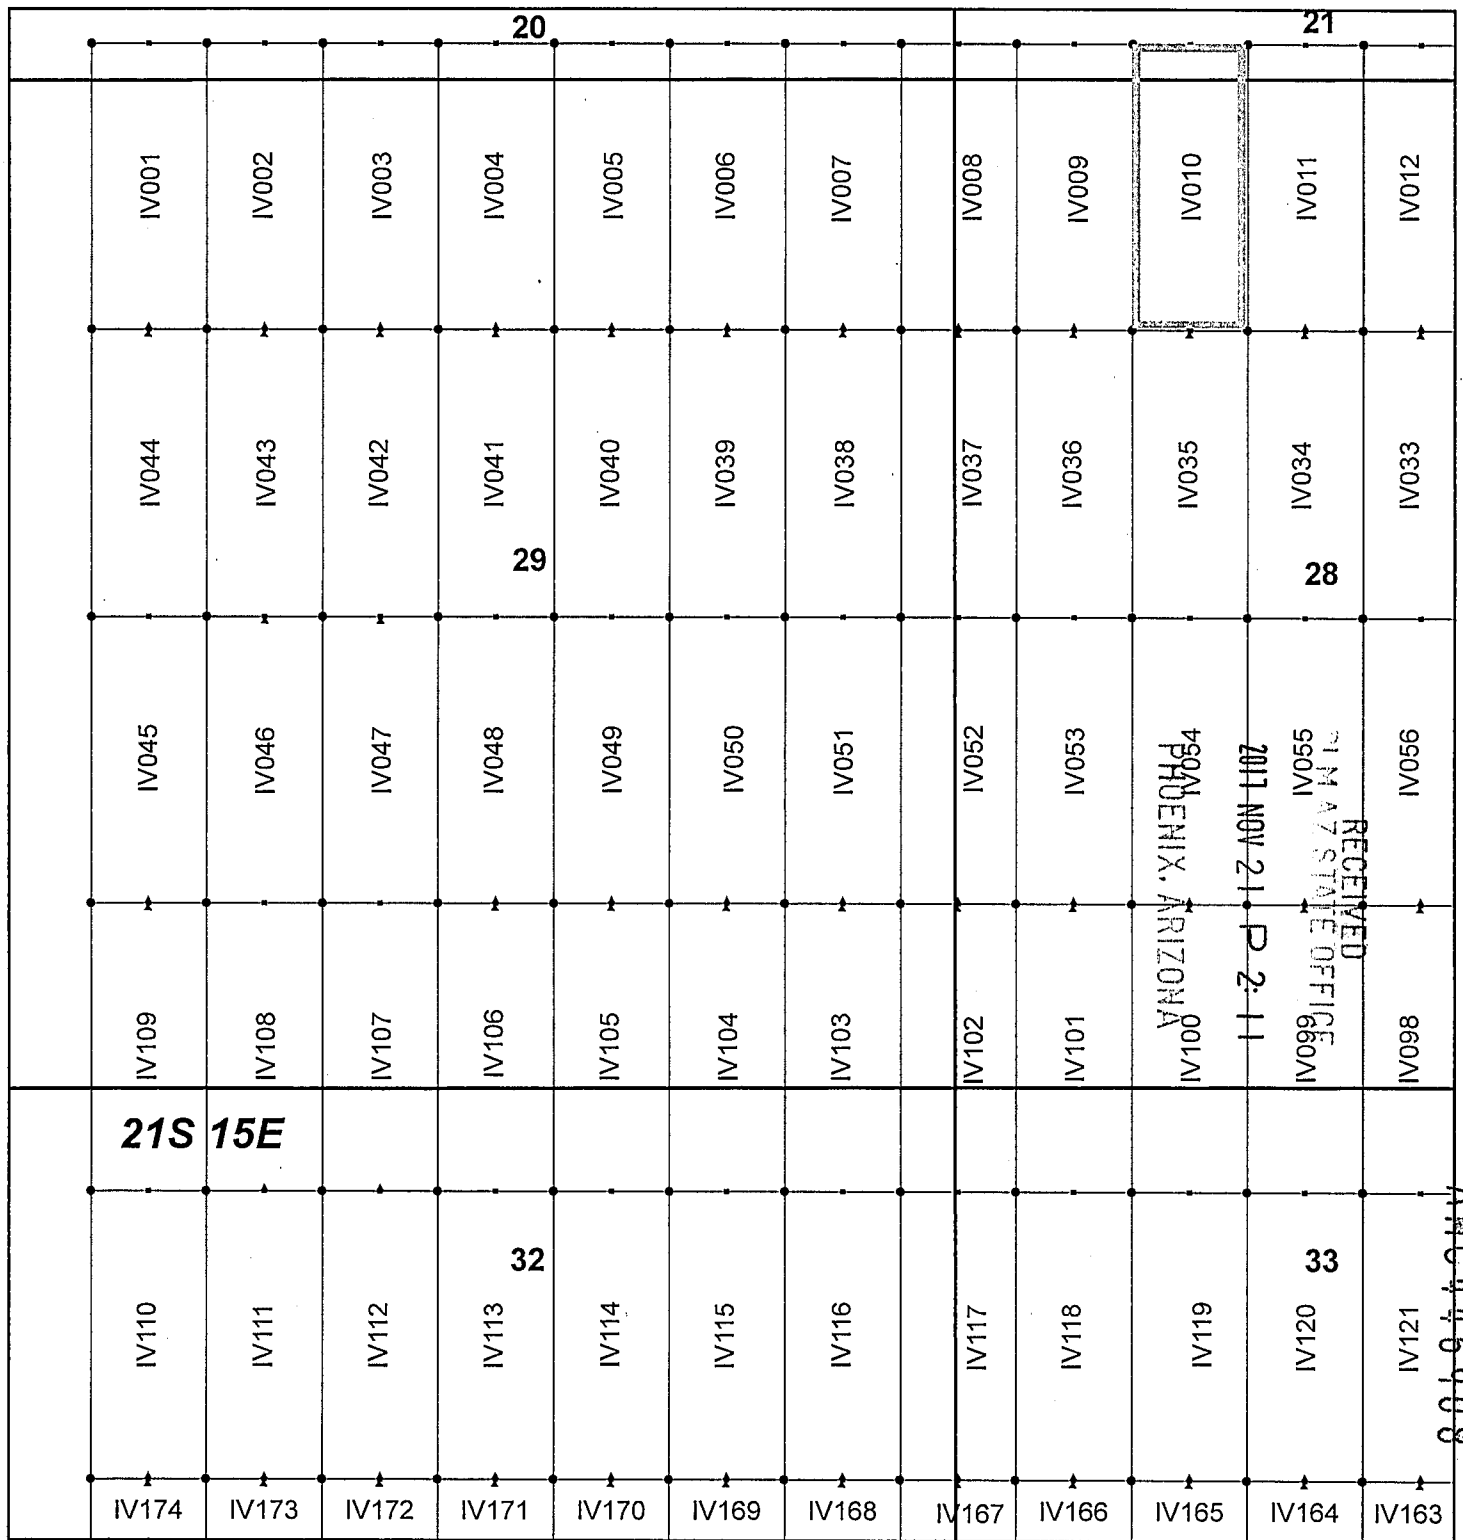 20 21
IV001 IV002 IV003 IV004 IV005 IV006 IV007 IV008 IV009 IV010 IV011 IV012
IV044 IV043 IV042 IV041 IV040 IV039 IV038 IV037 IV036 IV035 IV034 IV033
29 28
IV045 IV046 IV047 IV048 IV049 IV050 IV051 IV052 IV053 IV054 IV055 IV056
RECEIVED
AZ STATE OFFICE
2017 NOV 21 P 2:11
PHOENIX, ARIZONA
IV109 IV108 IV107 IV106 IV105 IV104 IV103 IV102 IV101 IV100 IV099 IV098
21S 15E
32 33
IV110 IV111 IV112 IV113 IV114 IV115 IV116 IV117 IV118 IV119 IV120 IV121
IV174 IV173 IV172 IV171 IV170 IV169 IV168 IV167 IV166 IV165 IV164 IV163